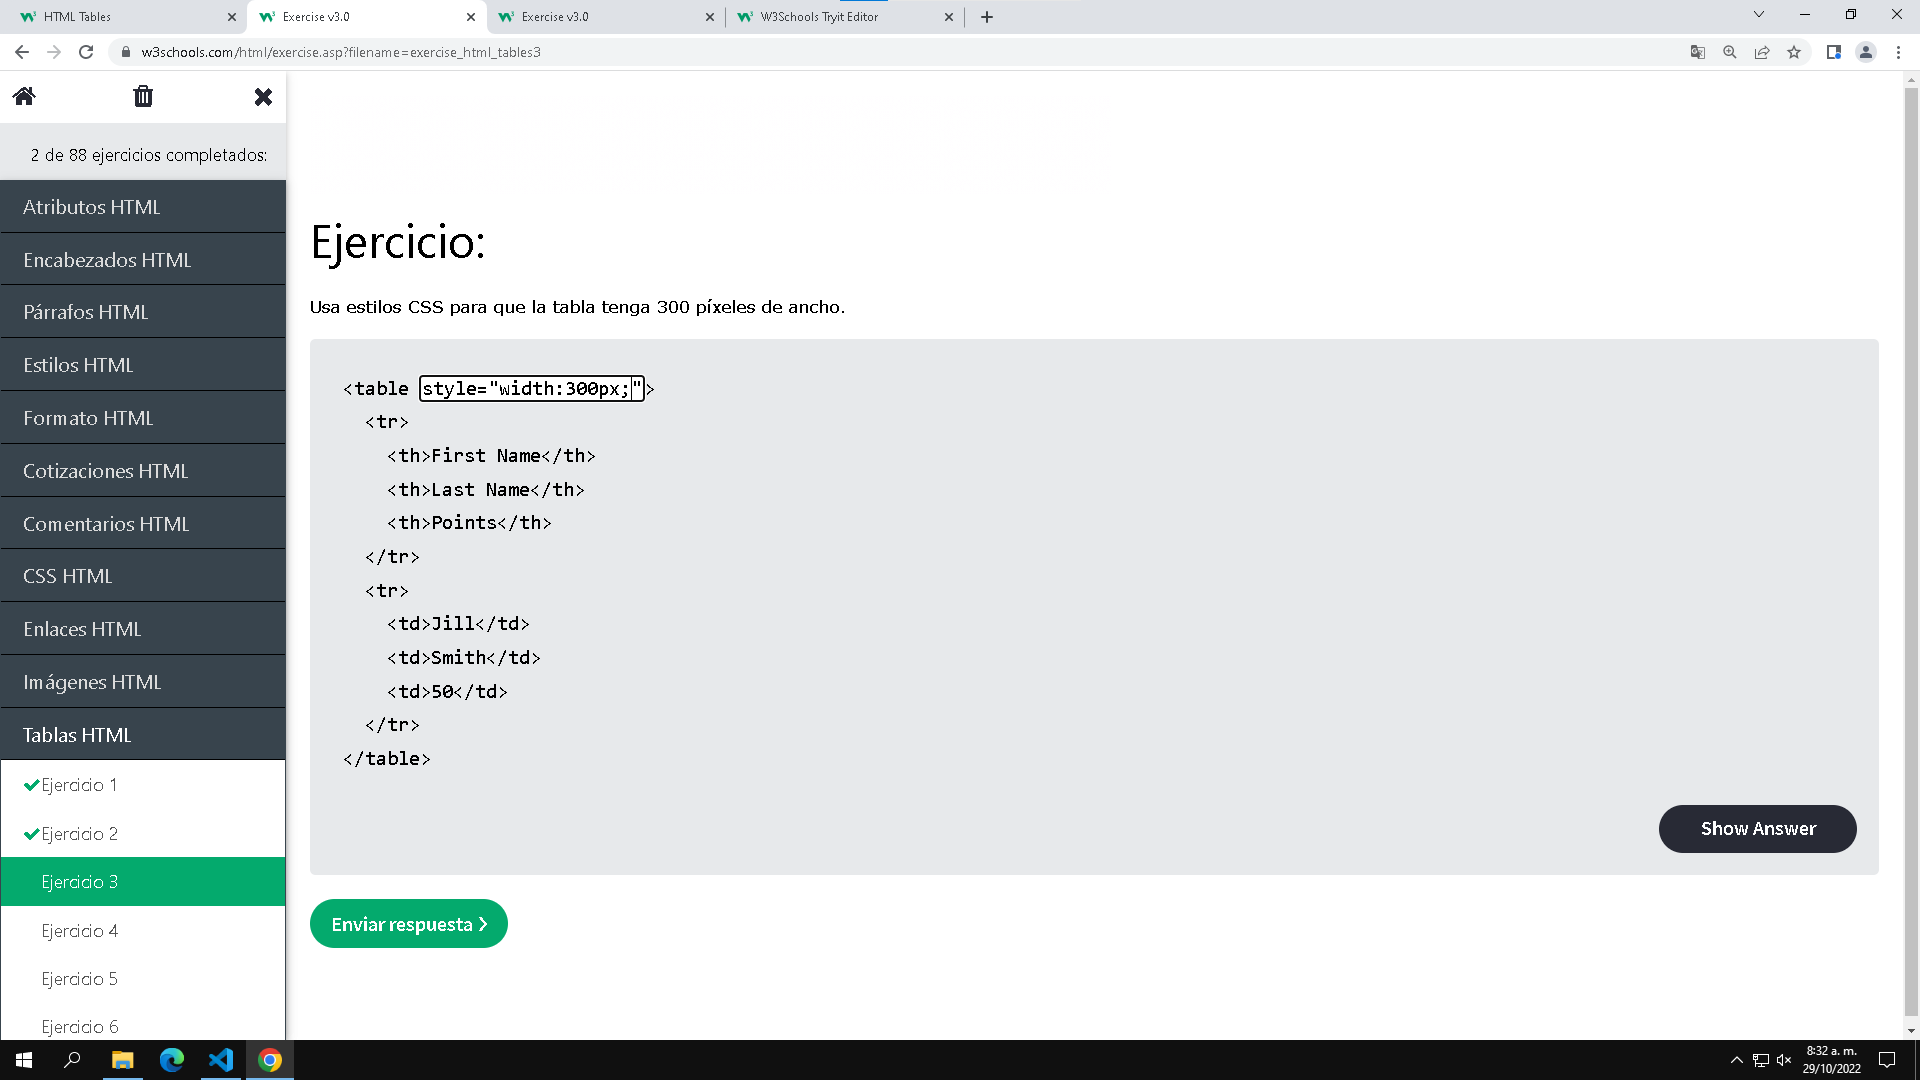 HTML Tables
Exercise v3.0
Exercise v3.0
W3Schools Tryit Editor
w3schools.com/html/exercise.asp?filename=exercise_html_tables3
2 de 88 ejercicios completados:
Atributos HTML
Encabezados HTML
Párrafos HTML
Estilos HTML
Formato HTML
Cotizaciones HTML
Comentarios HTML
CSS HTML
Enlaces HTML
Imágenes HTML
Tablas HTML
Ejercicio 1
Ejercicio 2
Ejercicio 3
Ejercicio 4
Ejercicio 5
Ejercicio 6
Ejercicio:
Usa estilos CSS para que la tabla tenga 300 píxeles de ancho.
<table style="width:300px;">
<tr>
<th>First Name</th>
<th>Last Name</th>
<th>Points</th>
</tr>
<tr>
<td>Jill</td>
<td>Smith</td>
<td>50</td>
</tr>
</table>
Show Answer
Enviar respuesta ❯
8:32 a. m.
29/10/2022